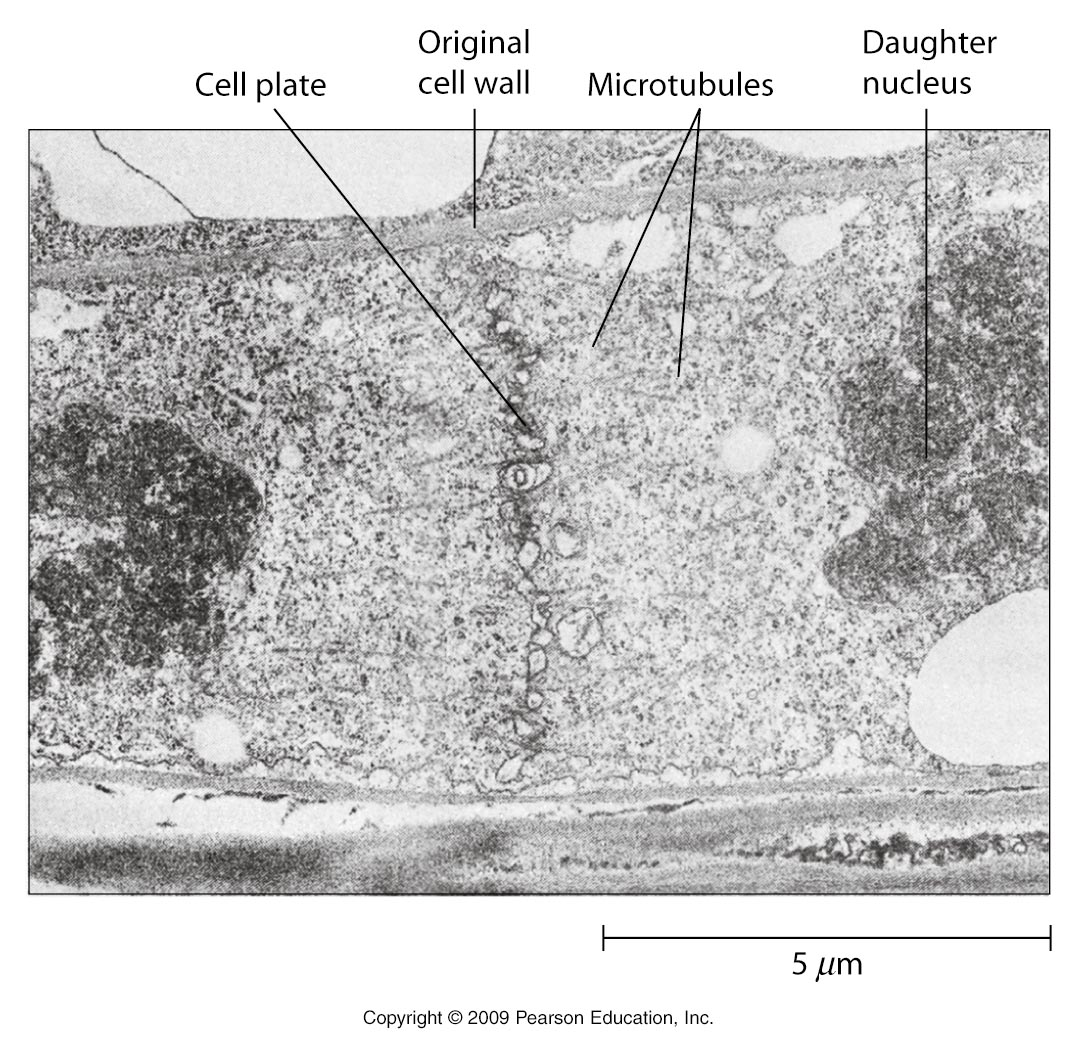 Cell plate
Original
cell wall
Microtubules
Daughter
nucleus
5 μm
Copyright © 2009 Pearson Education, Inc.